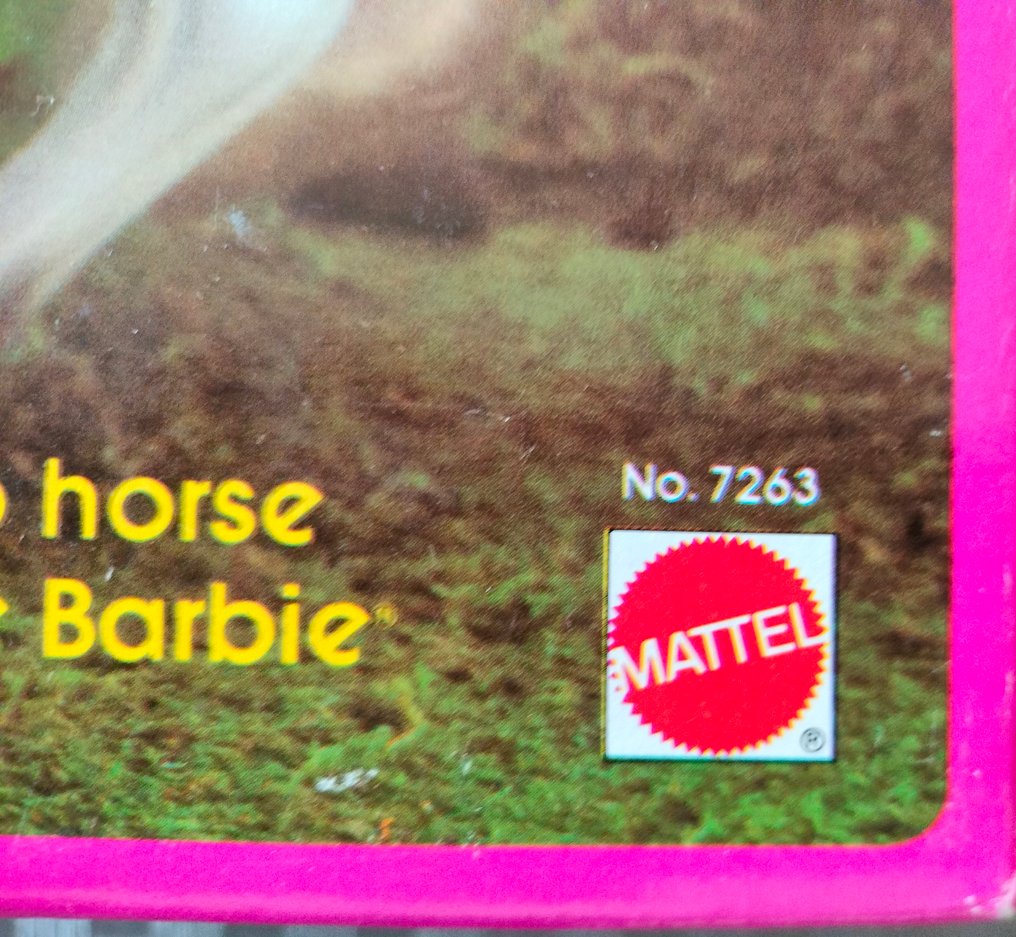 horse
Barbie®
No. 7263
MATTEL
®